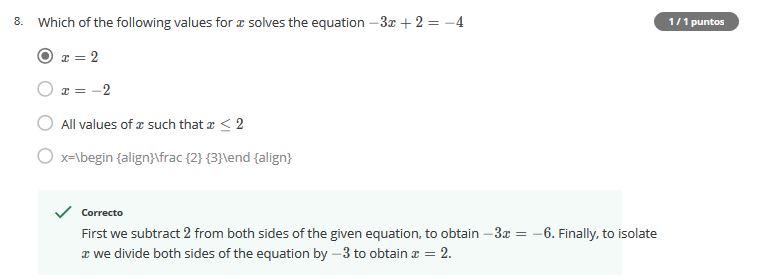 8. Which of the following values for x solves the equation −3x + 2 = −4
1 / 1 puntos
x = 2
x = −2
All values of x such that x ≤ 2
x=\begin {align}\frac {2} {3}\end {align}
Correcto
First we subtract 2 from both sides of the given equation, to obtain −3x = −6. Finally, to isolate
x we divide both sides of the equation by −3 to obtain x = 2.